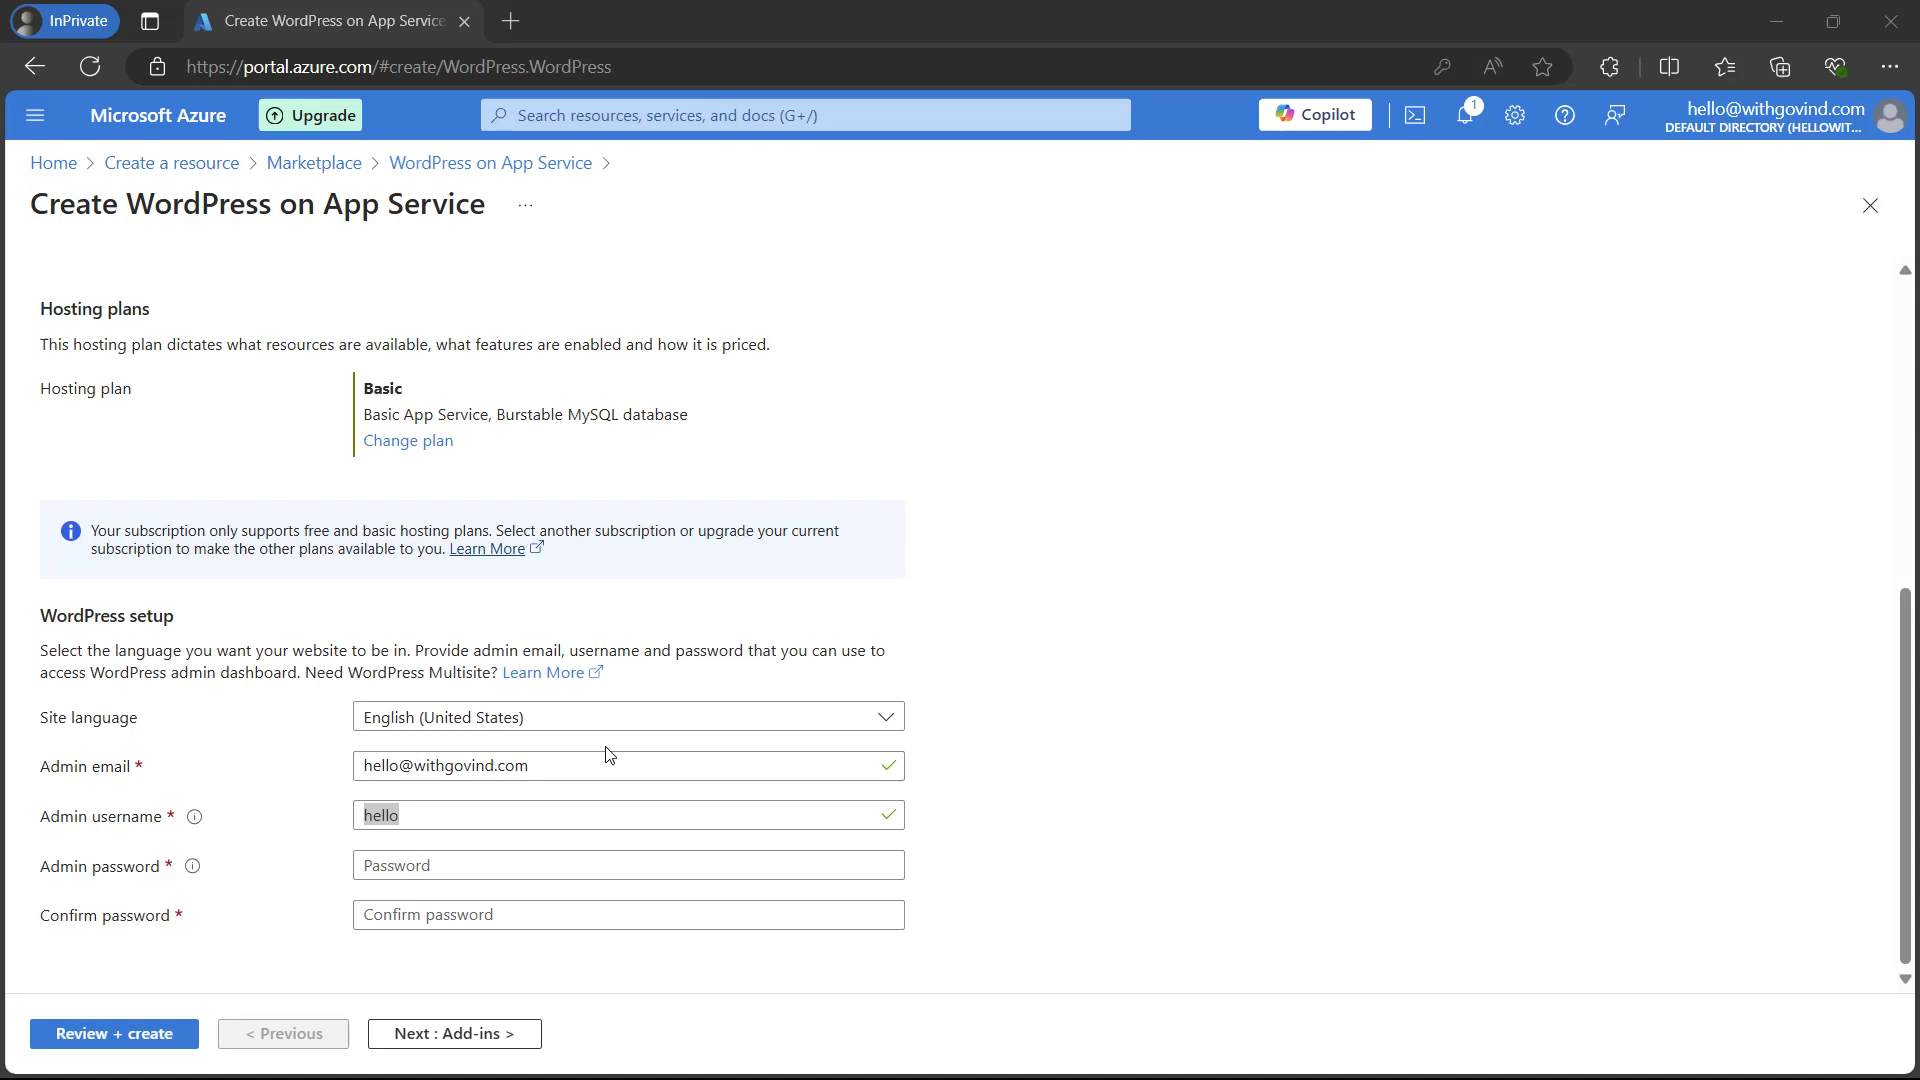 InPrivate
Create WordPress on App Service
https://portal.azure.com/#create/WordPress.WordPress
Microsoft Azure
Upgrade
Search resources, services, and docs (G+/)
Copilot
1
hello@withgovind.com
DEFAULT DIRECTORY (HELLOWIT...
Home > Create a resource > Marketplace > WordPress on App Service >
Create WordPress on App Service ...
Hosting plans
This hosting plan dictates what resources are available, what features are enabled and how it is priced.
Hosting plan
Basic
Basic App Service, Burstable MySQL database
Change plan
Your subscription only supports free and basic hosting plans. Select another subscription or upgrade your current
subscription to make the other plans available to you. Learn More
WordPress setup
Select the language you want your website to be in. Provide admin email, username and password that you can use to
access WordPress admin dashboard. Need WordPress Multisite? Learn More
Site language
English (United States)
Admin email *
hello@withgovind.com
Admin username *
hello
Admin password *
Password
Confirm password *
Confirm password
Review + create
< Previous
Next : Add-ins >